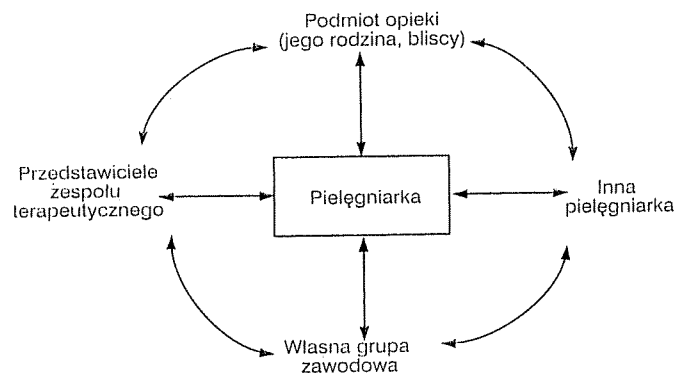 Podmiot opieki
(jego rodzina, bliscy)
Przedstawiciele
zespołu
terapeutycznego
Pielęgniarka
Inna
pielęgniarka
Własna grupa
zawodowa